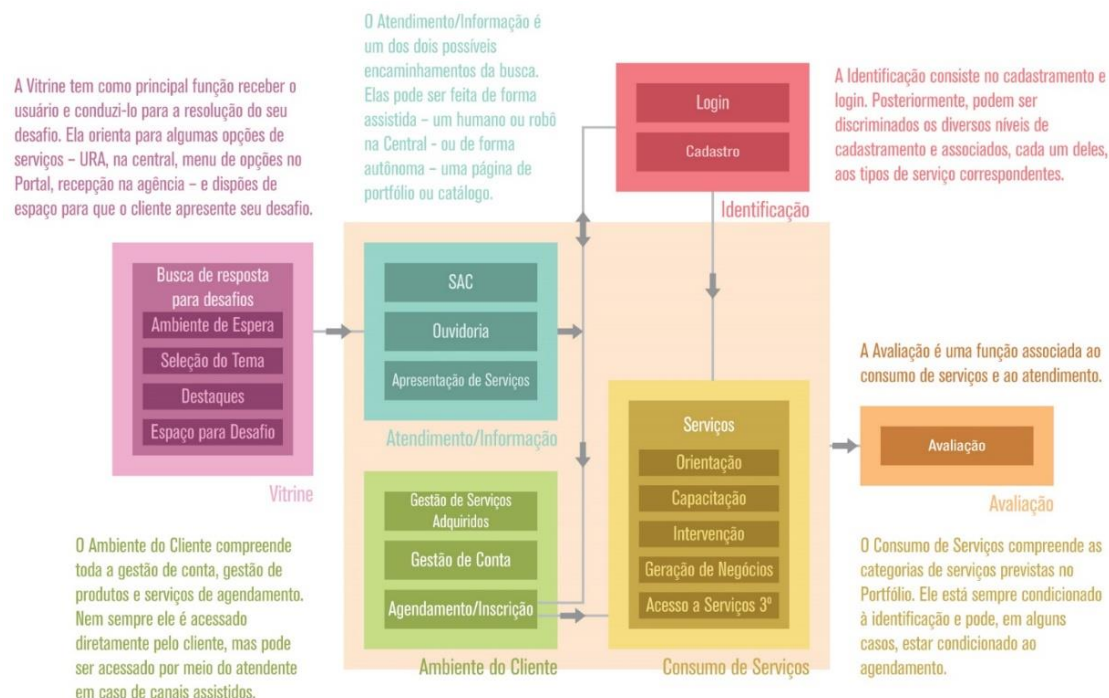 O Atendimento/Informação é
um dos dois possíveis
encaminhamentos da busca.
Elas pode ser feita de forma
assistida – um humano ou robô
na Central - ou de forma
autônoma – uma página de
portfólio ou catálogo.
A Vitrine tem como principal função receber o
usuário e conduzi-lo para a resolução do seu
desafio. Ela orienta para algumas opções de
serviços – URA, na central, menu de opções no
Portal, recepção na agência – e dispões de
espaço para que o cliente apresente seu desafio.
Login
Cadastro
Identificação
A Identificação consiste no cadastramento e
login. Posteriormente, podem ser
discriminados os diversos níveis de
cadastramento e associados, cada um deles,
aos tipos de serviço correspondentes.
Busca de resposta
para desafios
Ambiente de Espera
Seleção do Tema
Destaques
Espaço para Desafio
Vitrine
SAC
Ouvidoria
Apresentação de Serviços
Atendimento/Informação
Gestão de Serviços
Adquiridos
Gestão de Conta
Agendamento/Inscrição
Ambiente do Cliente
Serviços
Orientação
Capacitação
Intervenção
Geração de Negócios
Acesso a Serviços 3º
Consumo de Serviços
A Avaliação é uma função associada ao
consumo de serviços e ao atendimento.
Avaliação
Avaliação
O Ambiente do Cliente compreende
toda a gestão de conta, gestão de
produtos e serviços de agendamento.
Nem sempre ele é acessado
diretamente pelo cliente, mas pode
ser acessado por meio do atendente
em caso de canais assistidos.
O Consumo de Serviços compreende as
categorias de serviços previstas no
Portfólio. Ele está sempre condicionado
à identificação e pode, em alguns
casos, estar condicionado ao
agendamento.